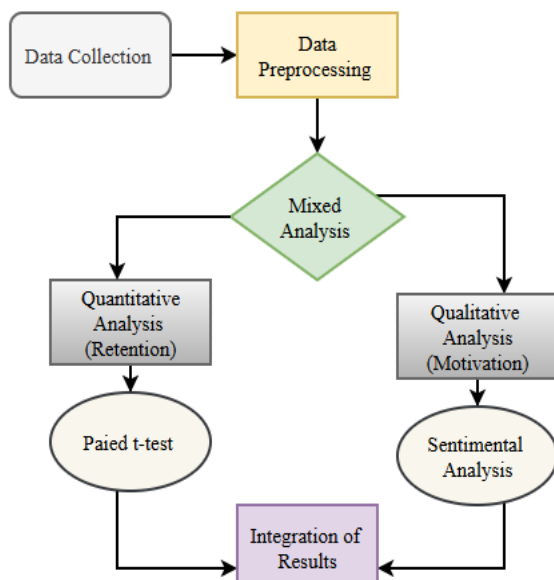 Data Collection
Data
Preprocessing
Mixed
Analysis
Quantitative
Analysis
(Retention)
Qualitative
Analysis
(Motivation)
Paied t-test
Sentimental
Analysis
Integration of
Results